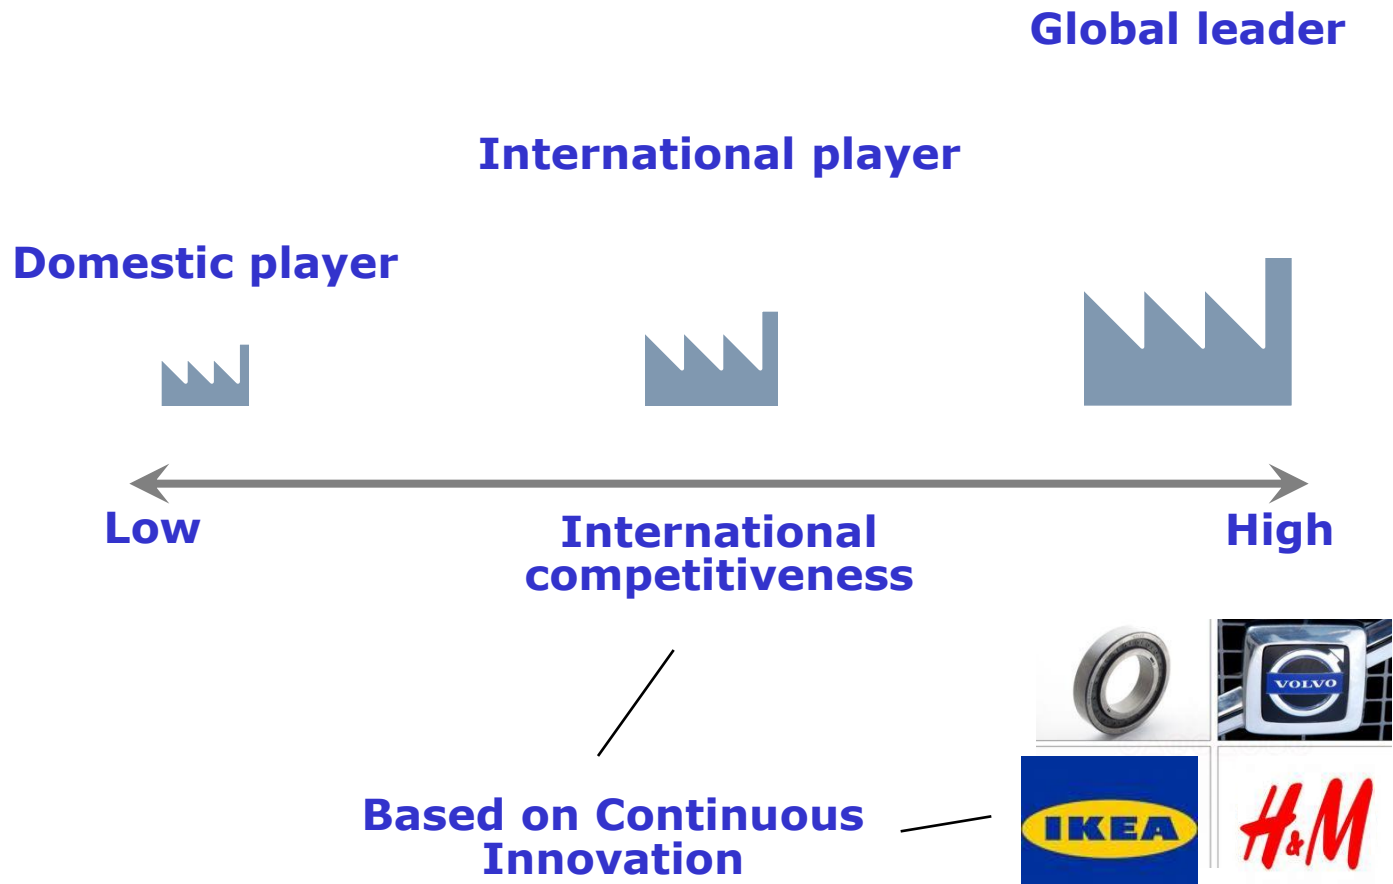 Global leader
International player
Domestic player
Low
International
competitiveness
High
VOLVO
Based on Continuous
Innovation
IKEA
H&M